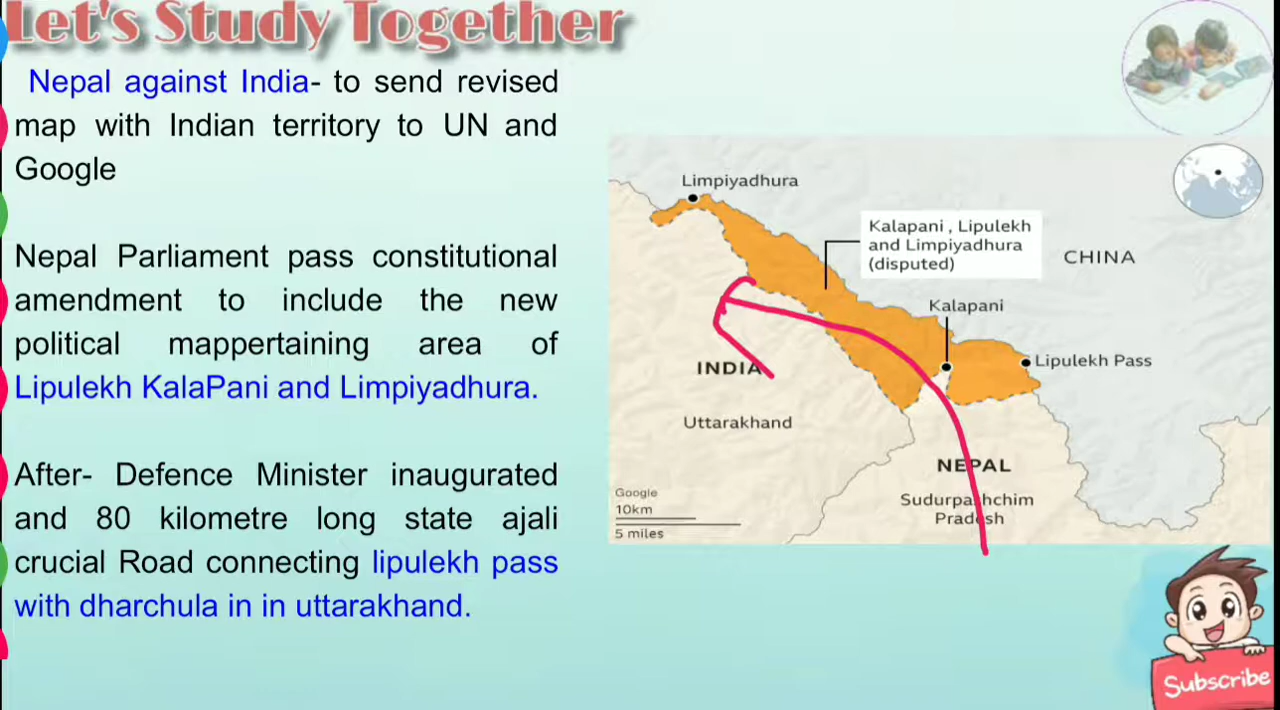 Let's Study Together
Nepal against India- to send revised
map with Indian territory to UN and
Google
Nepal Parliament pass constitutional
amendment to include the new
political mappertaining area of
Lipulekh KalaPani and Limpiyadhura.
After- Defence Minister inaugurated
and 80 kilometre long state ajali
crucial Road connecting lipulekh pass
with dharchula in in uttarakhand.
Limpiyadhura
Kalapani , Lipulekh
and Limpiyadhura
(disputed)
CHINA
Kalapani
Lipulekh Pass
INDIA
Uttarakhand
NEPAL
Sudurpashchim
Pradesh
Google
10km
5 miles
Subscribe